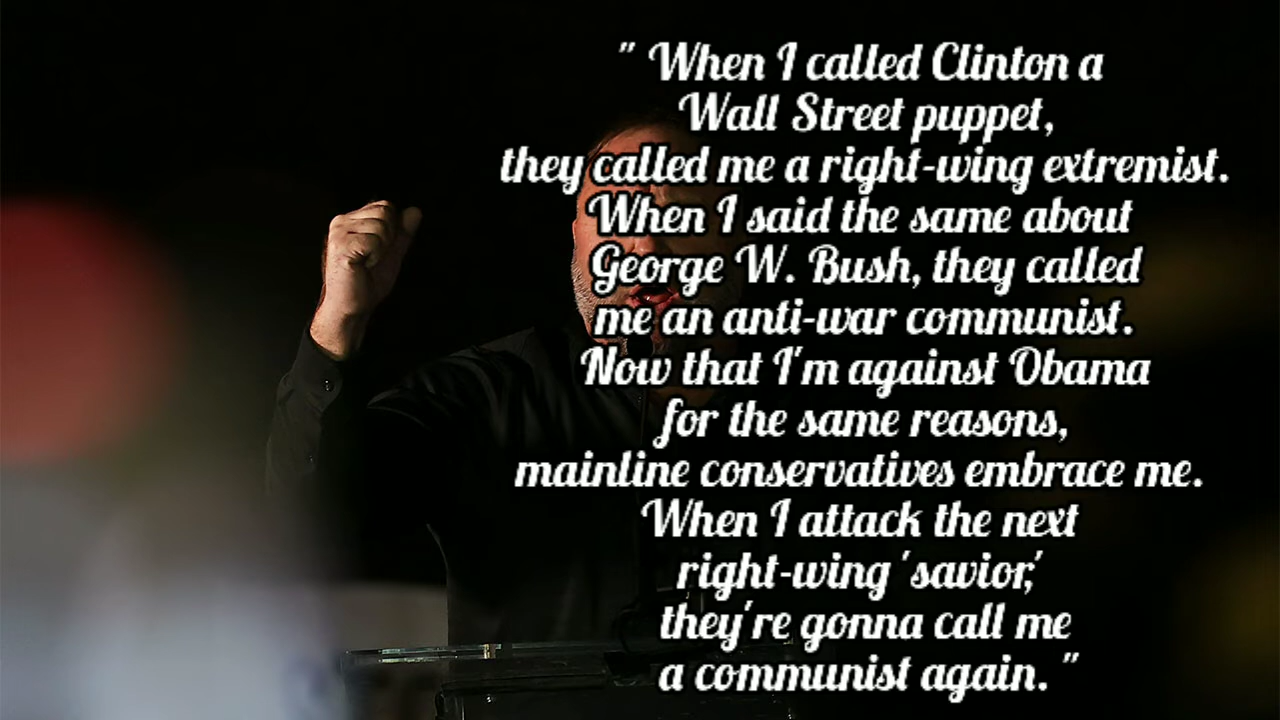 " When I called Clinton a
Wall Street puppet,
they called me a right-wing extremist.
When I said the same about
George W. Bush, they called
me an anti-war communist.
Now that I'm against Obama
for the same reasons,
mainline conservatives embrace me.
When I attack the next
right-wing 'savior,'
they're gonna call me
a communist again. "